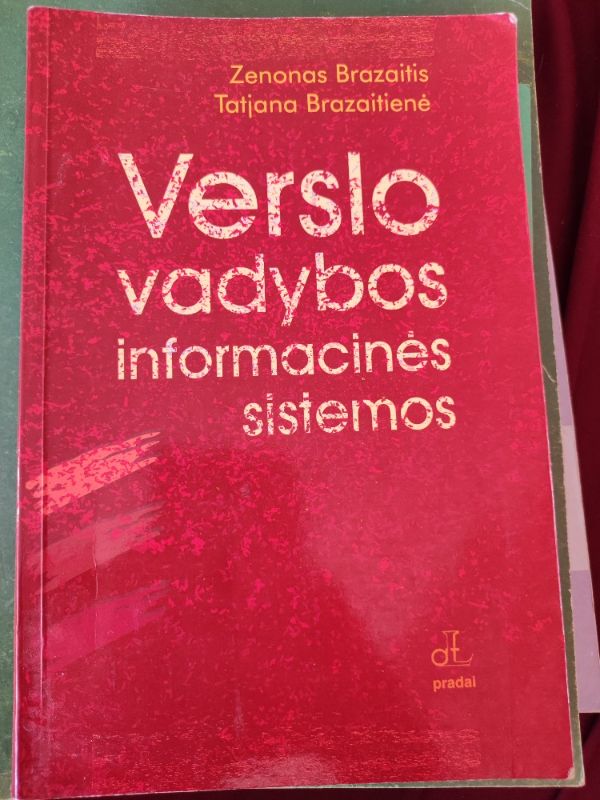 Zenonas Brazaitis
Tatjana Brazaitienė
Verslo
vadybos
informacinės
sistemos
pradai